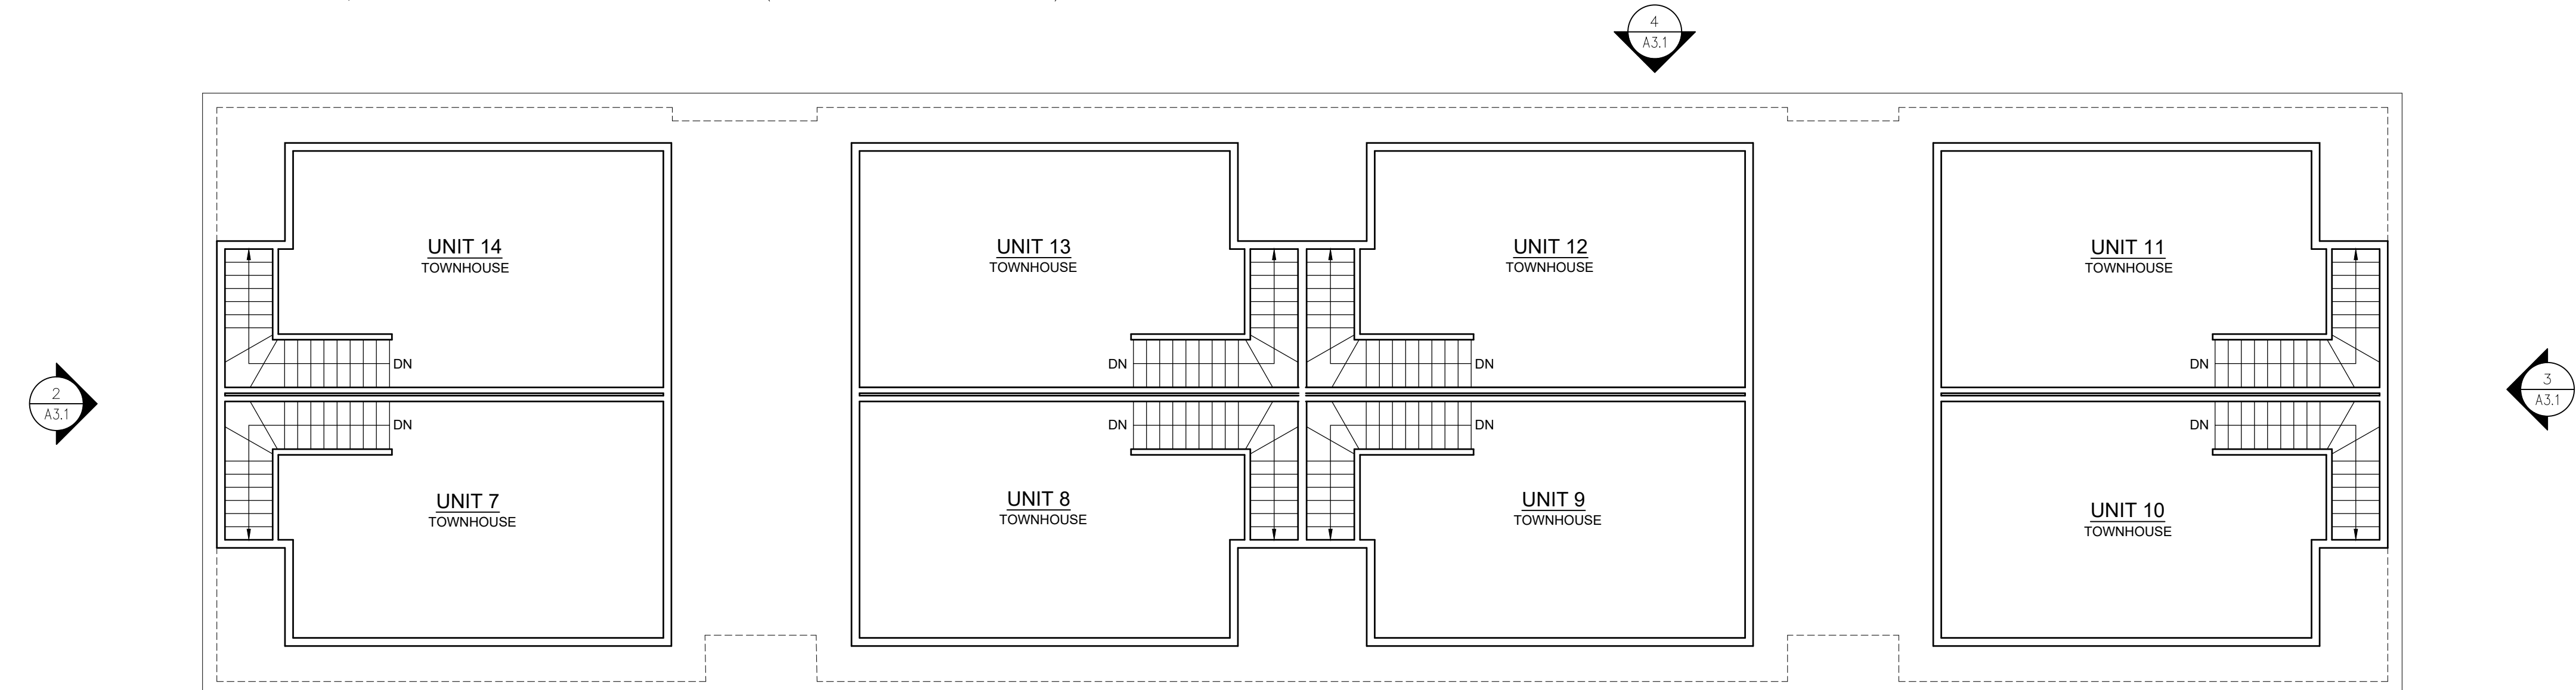 4
A3.1
UNIT 14
TOWNHOUSE
UNIT 13
TOWNHOUSE
UNIT 12
TOWNHOUSE
UNIT 11
TOWNHOUSE
DN
DN
DN
DN
2
A3.1
3
A3.1
DN
DN
DN
DN
UNIT 7
TOWNHOUSE
UNIT 8
TOWNHOUSE
UNIT 9
TOWNHOUSE
UNIT 10
TOWNHOUSE